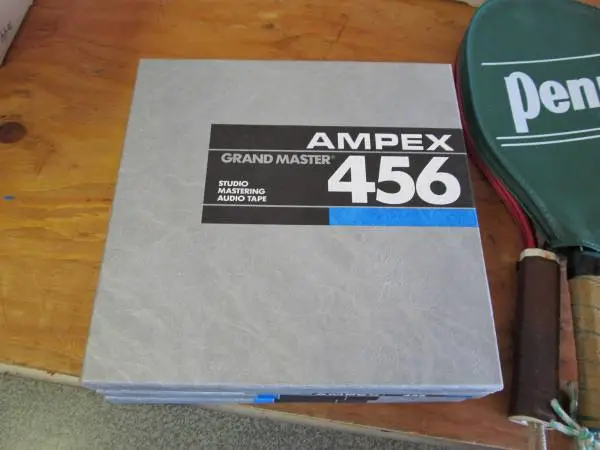 AMPEX
GRAND MASTER®
456
STUDIO
MASTERING
AUDIO TAPE
Penn